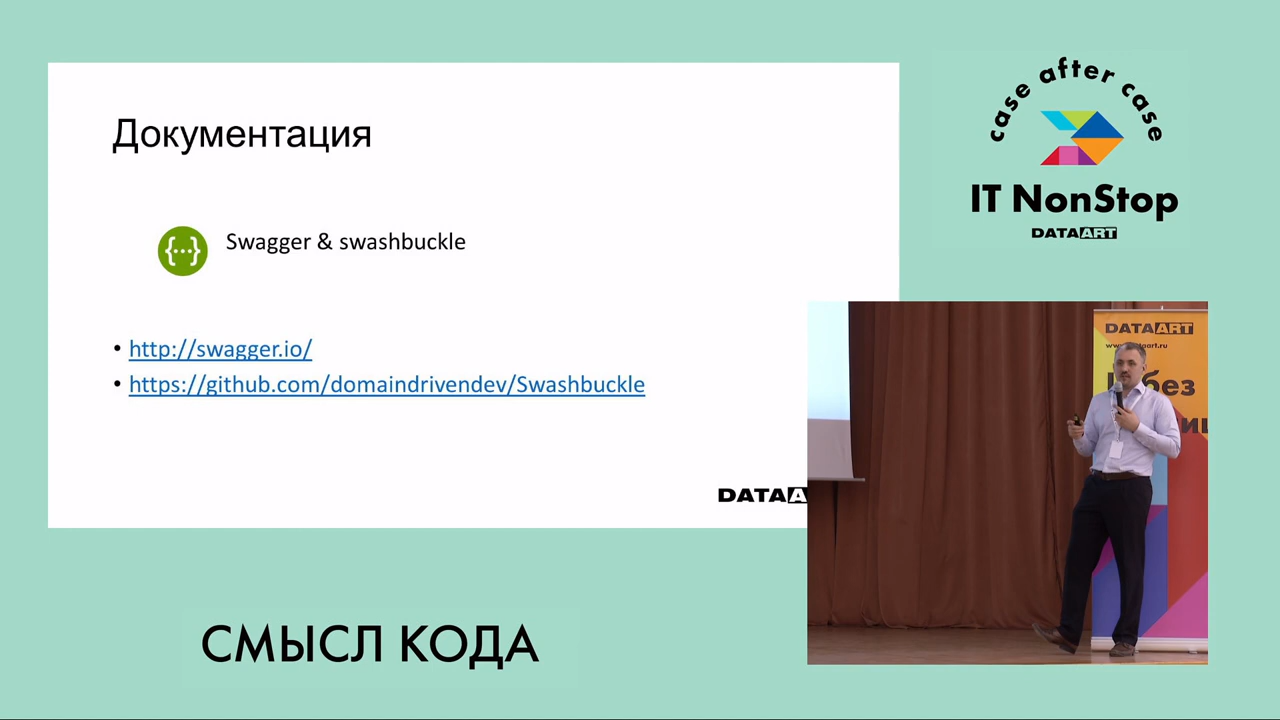 Документация
{...}
Swagger & swashbuckle
• http://swagger.io/
• https://github.com/domaindrivendev/Swashbuckle
DATAA
case after case
IT NonStop
DATAART
DATAART
без
СМЫСЛ КОДА